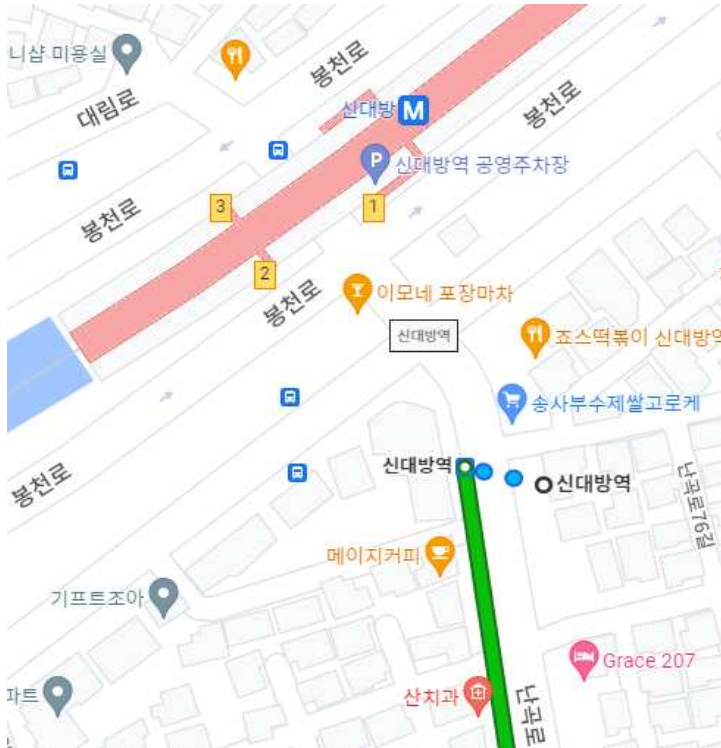 니샵 미용실
봉천로
대림로
신대방
M
봉천로
P
신대방역 공영주차장
3
1
봉천로
2
봉천로
이모네 포장마차
신대방역
죠스떡볶이 신대방역
송사부수제쌀고로케
봉천로
신대방역
신대방역
난곡로76길
메이지커피
기프트조아
Grace 207
파트
산치과
난곡로